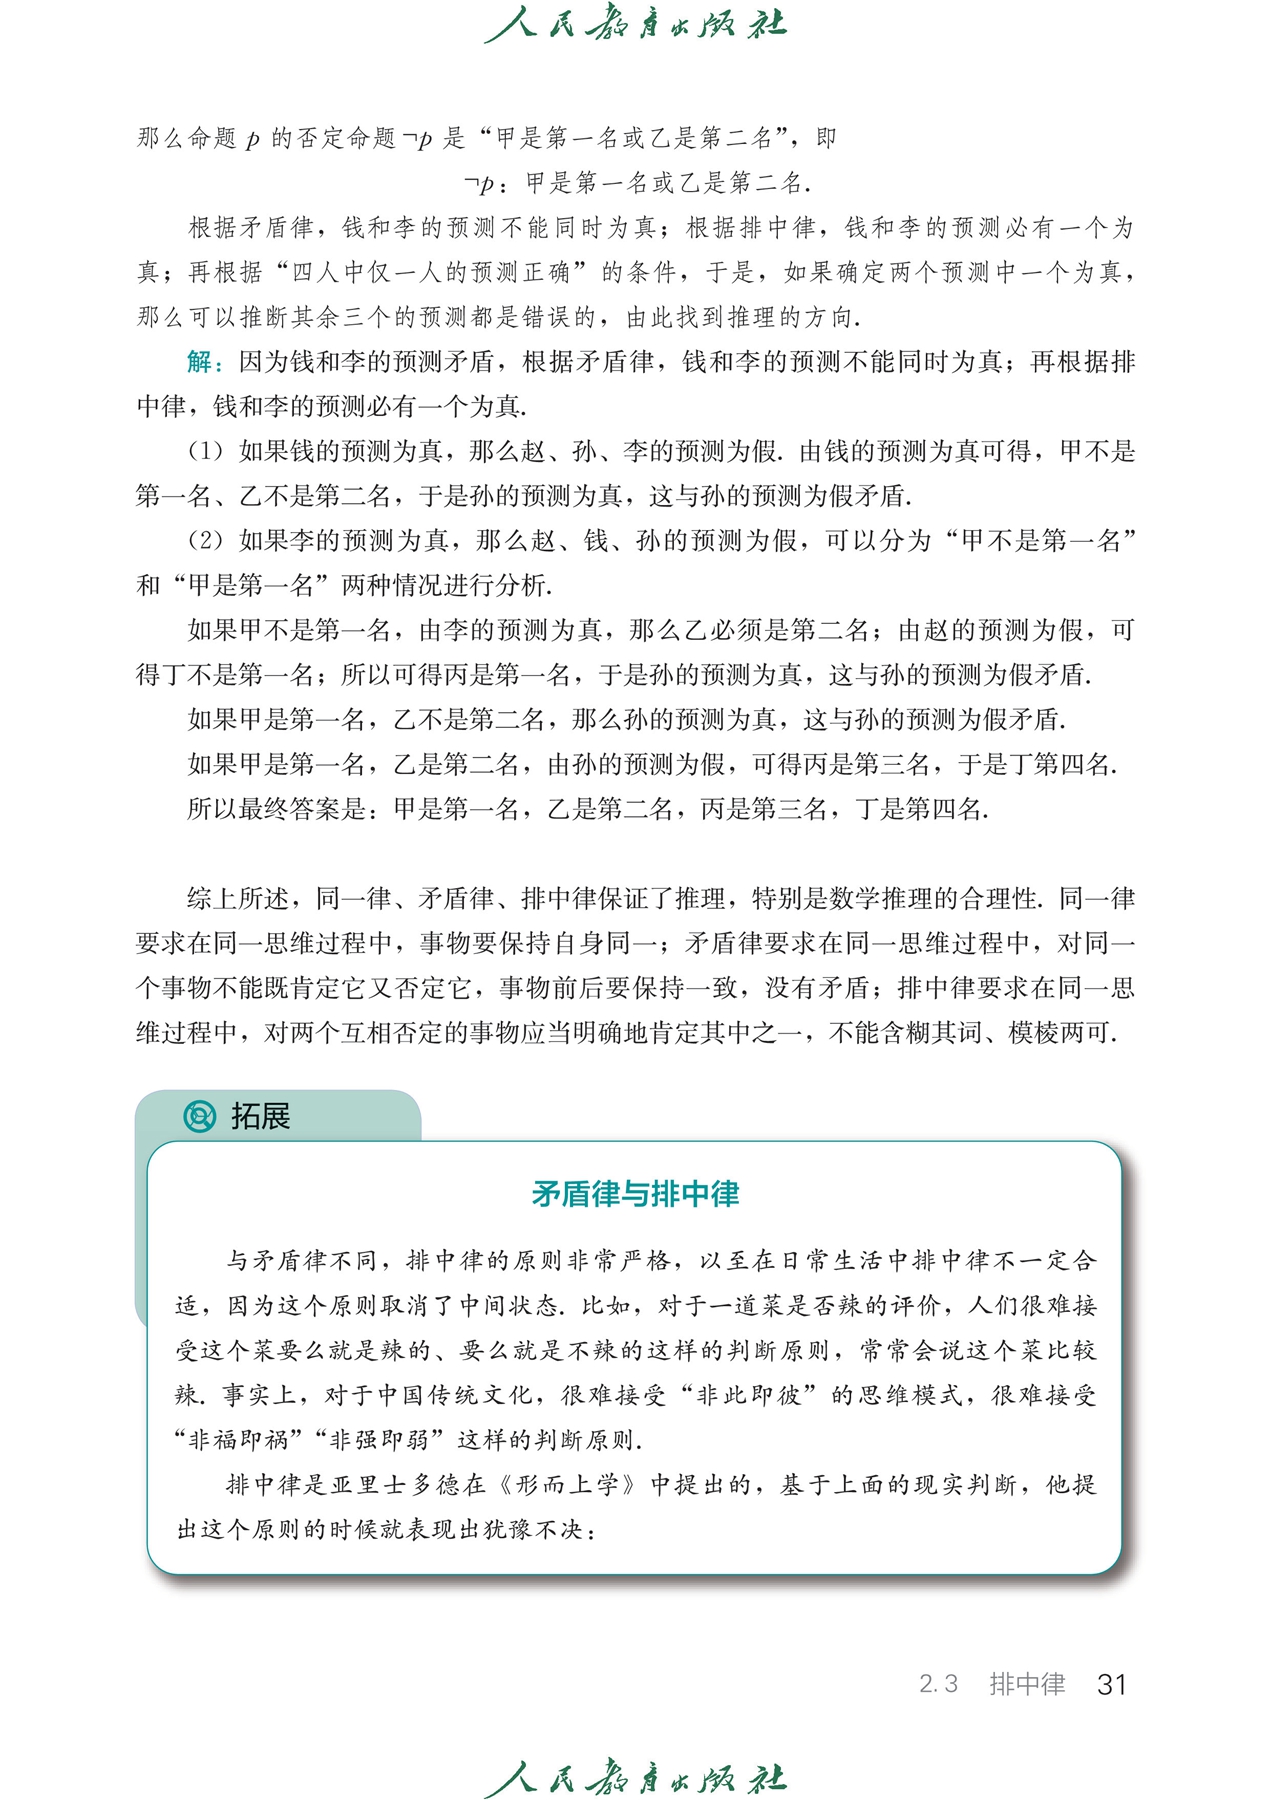 人民教育出版社
那么命题 p 的否定命题¬p 是“甲是第一名或乙是第二名”，即
¬p：甲是第一名或乙是第二名．
根据矛盾律，钱和李的预测不能同时为真；根据排中律，钱和李的预测必有一个为
真；再根据“四人中仅一人的预测正确”的条件，于是，如果确定两个预测中一个为真，
那么可以推断其余三个的预测都是错误的，由此找到推理的方向．
解：因为钱和李的预测矛盾，根据矛盾律，钱和李的预测不能同时为真；再根据排
中律，钱和李的预测必有一个为真．
（1）如果钱的预测为真，那么赵、孙、李的预测为假．由钱的预测为真可得，甲不是
第一名、乙不是第二名，于是孙的预测为真，这与孙的预测为假矛盾．
（2）如果李的预测为真，那么赵、钱、孙的预测为假，可以分为“甲不是第一名”
和“甲是第一名”两种情况进行分析．
如果甲不是第一名，由李的预测为真，那么乙必须是第二名；由赵的预测为假，可
得丁不是第一名；所以可得丙是第一名，于是孙的预测为真，这与孙的预测为假矛盾．
如果甲是第一名，乙不是第二名，那么孙的预测为真，这与孙的预测为假矛盾．
如果甲是第一名，乙是第二名，由孙的预测为假，可得丙是第三名，于是丁第四名．
所以最终答案是：甲是第一名，乙是第二名，丙是第三名，丁是第四名．
综上所述，同一律、矛盾律、排中律保证了推理，特别是数学推理的合理性．同一律
要求在同一思维过程中，事物要保持自身同一；矛盾律要求在同一思维过程中，对同一
个事物不能既肯定它又否定它，事物前后要保持一致，没有矛盾；排中律要求在同一思
维过程中，对两个互相否定的事物应当明确地肯定其中之一，不能含糊其词、模棱两可．
拓展
矛盾律与排中律
与矛盾律不同，排中律的原则非常严格，以至在日常生活中排中律不一定合
适，因为这个原则取消了中间状态．比如，对于一道菜是否辣的评价，人们很难接
受这个菜要么就是辣的、要么就是不辣的这样的判断原则，常常会说这个菜比较
辣．事实上，对于中国传统文化，很难接受“非此即彼”的思维模式，很难接受
“非福即祸”“非强即弱”这样的判断原则．
排中律是亚里士多德在《形而上学》中提出的，基于上面的现实判断，他提
出这个原则的时候就表现出犹豫不决：
2.3 排中律 31
人民教育出版社